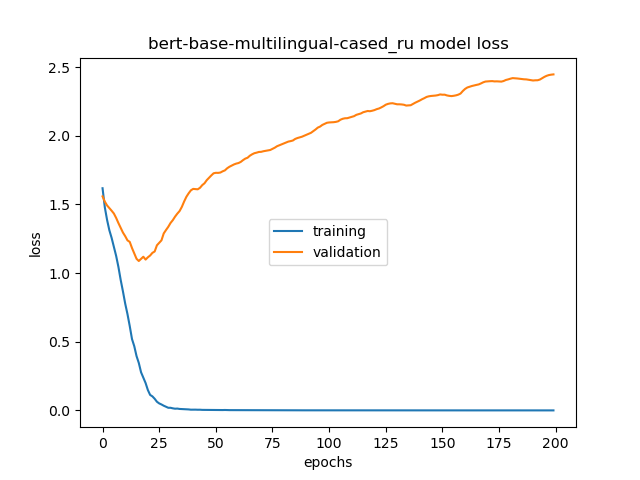 bert-base-multilingual-cased_ru model loss
2.5
2.0
1.5
1.0
0.5
0.0
loss
training
validation
0 25 50 75 100 125 150 175 200
epochs